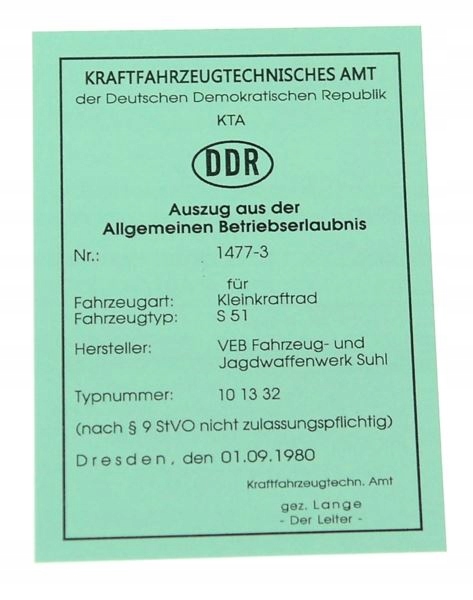 KRAFTFAHRZEUGTECHNISCHES AMT
der Deutschen Demokratischen Republik
KTA
DDR
Auszug aus der
Allgemeinen Betriebserlaubnis
Nr.: 1477-3
für
Fahrzeugart: Kleinkraftrad
Fahrzeugtyp: S 51
Hersteller: VEB Fahrzeug- und
Jagdwaffenwerk Suhl
Typnummer: 10 13 32
(nach § 9 StVO nicht zulassungspflichtig)
Dresden, den 01.09.1980
Kraftfahrzeugtechn. Amt
gez. Lange
- Der Leiter -